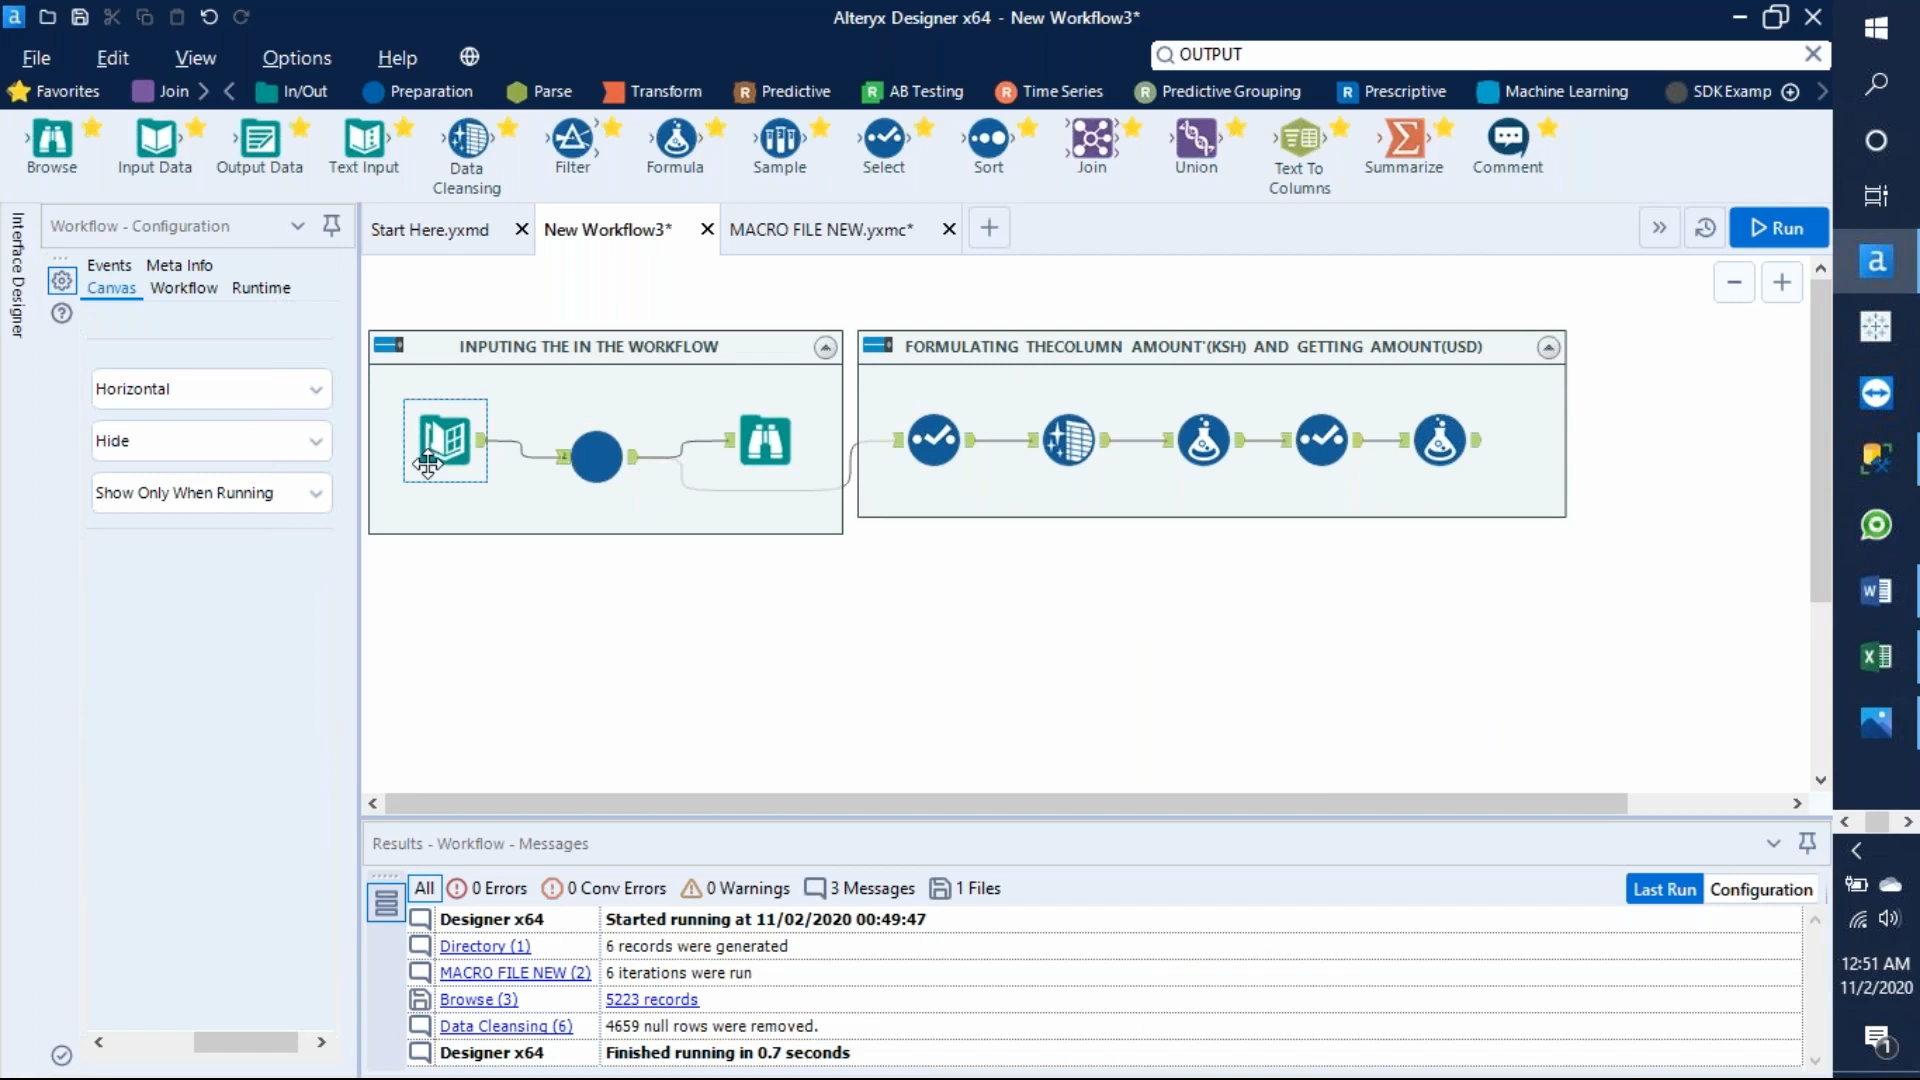 Alteryx Designer x64 - New Workflow3*
File Edit View Options Help
OUTPUT
Favorites Join In/Out Preparation Parse Transform Predictive AB Testing Time Series Predictive Grouping Prescriptive Machine Learning SDK Examp
Browse Input Data Output Data Text Input Data Cleansing Filter Formula Sample Select Sort Join Union Text To Columns Summarize Comment
Interface Designer
Workflow - Configuration
Start Here.yxmd New Workflow3* MACRO FILE NEW.yxmc* Run
Events Meta Info
Canvas Workflow Runtime
Horizontal
Hide
Show Only When Running
INPUTING THE IN THE WORKFLOW
FORMULATING THECOLUMN AMOUNT'(KSH) AND GETTING AMOUNT(USD)
Results - Workflow - Messages
All 0 Errors 0 Conv Errors 0 Warnings 3 Messages 1 Files Last Run Configuration
Designer x64 Started running at 11/02/2020 00:49:47
Directory (1) 6 records were generated
MACRO FILE NEW (2) 6 iterations were run
Browse (3) 5223 records
Data Cleansing (6) 4659 null rows were removed.
Designer x64 Finished running in 0.7 seconds
12:51 AM
11/2/2020
1